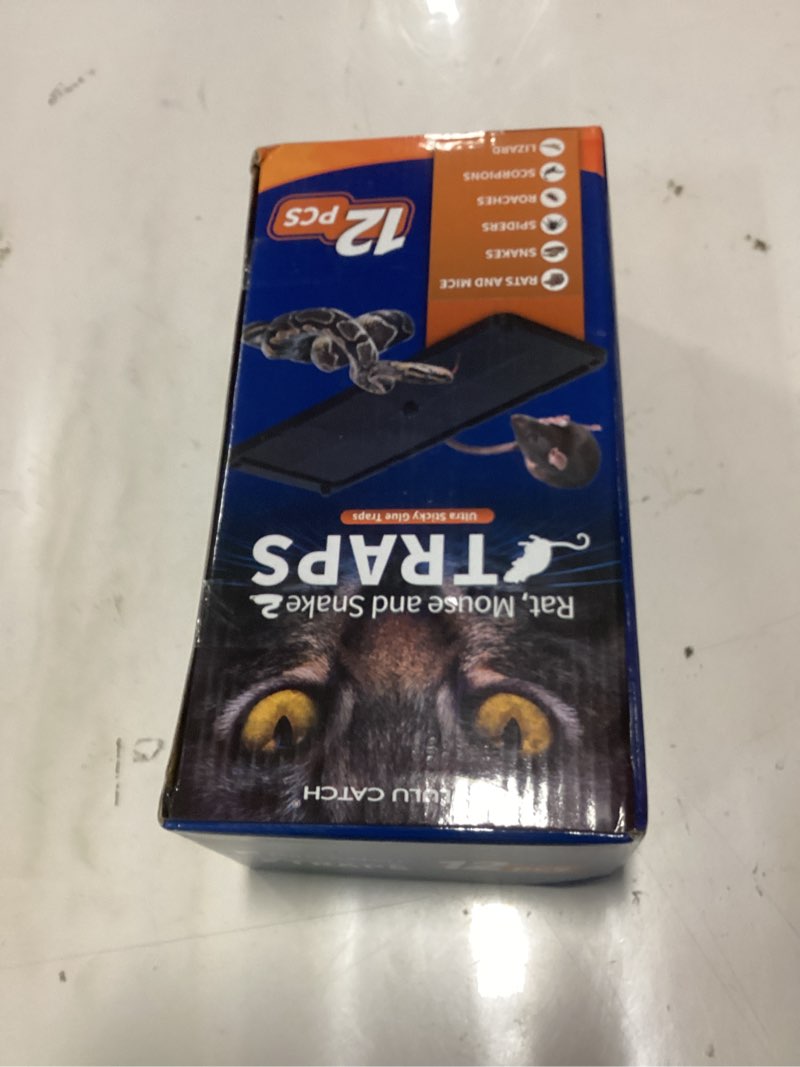 LULU CATCH®
Rat, Mouse and Snake
TRAPS
Ultra Sticky Glue Traps
RATS AND MICE
SNAKES
SPIDERS
ROACHES
SCORPIONS
LIZARD
12 PCS